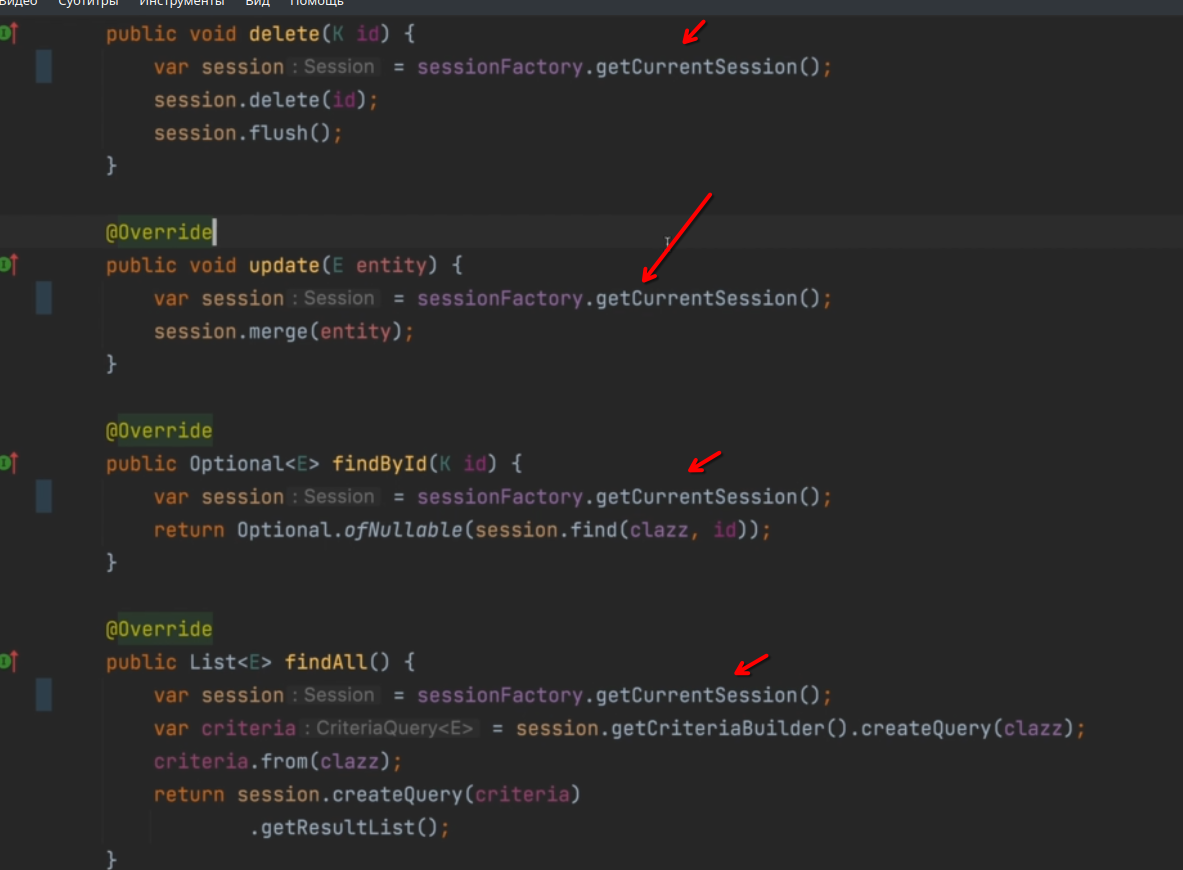 Видео Субтитры Инструменты Вид Помощь
public void delete(K id) {
var session : Session = sessionFactory.getCurrentSession();
session.delete(id);
session.flush();
}
@Override
public void update(E entity) {
var session : Session = sessionFactory.getCurrentSession();
session.merge(entity);
}
@Override
public Optional<E> findById(K id) {
var session : Session = sessionFactory.getCurrentSession();
return Optional.ofNullable(session.find(clazz, id));
}
@Override
public List<E> findAll() {
var session : Session = sessionFactory.getCurrentSession();
var criteria : CriteriaQuery<E> = session.getCriteriaBuilder().createQuery(clazz);
criteria.from(clazz);
return session.createQuery(criteria)
.getResultList();
}